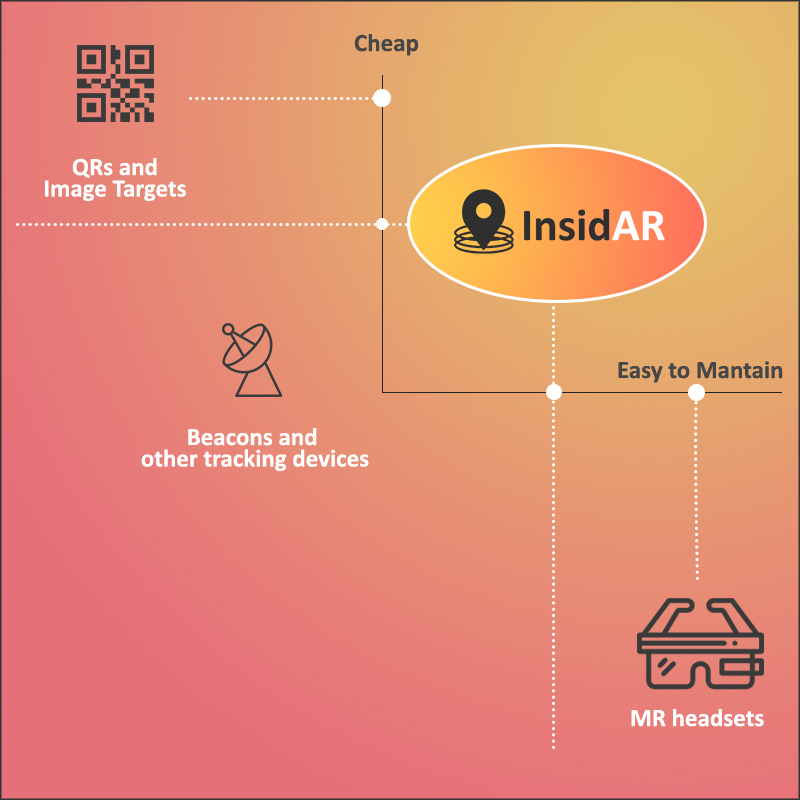 Cheap
QRs and
Image Targets
InsidAR
Easy to Mantain
Beacons and
other tracking devices
MR headsets